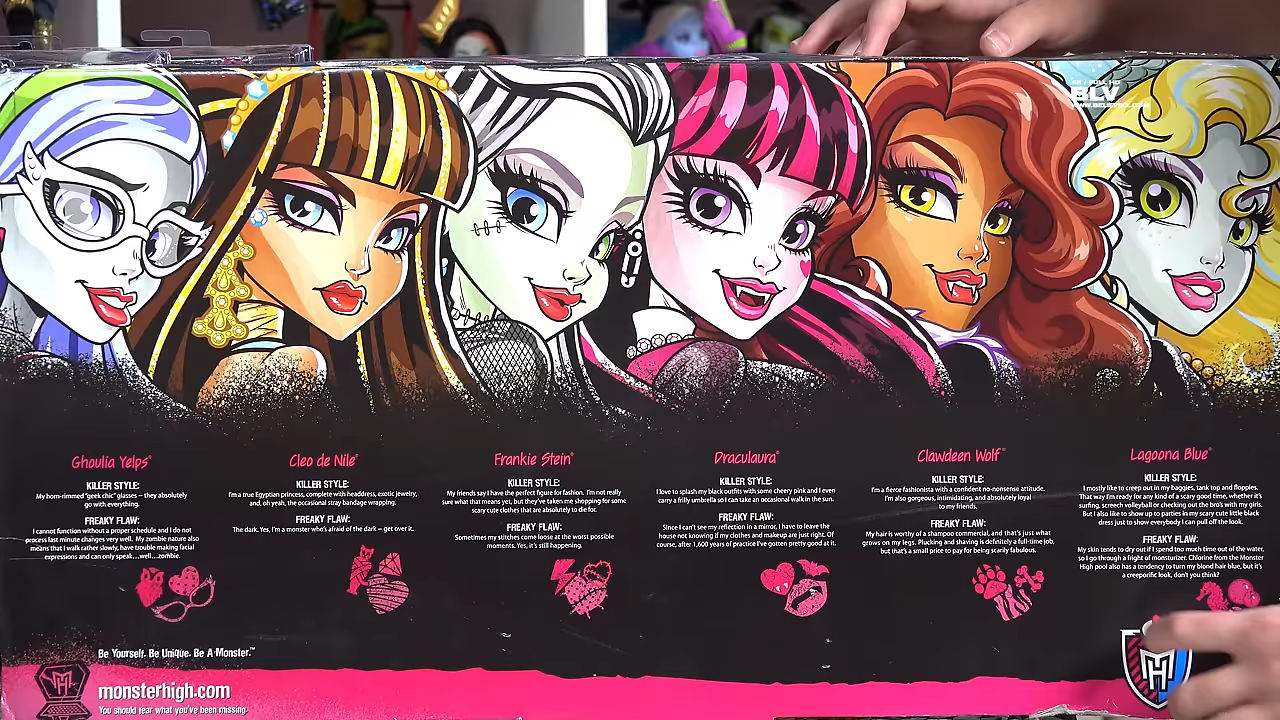 4K / FULL HD
BLV
Ghoulia Yelps®
KILLER STYLE:
My horn-rimmed "geek chic" glasses – they absolutely
go with everything.
FREAKY FLAW:
I cannot function without a proper schedule and I do not
process last minute changes very well. My zombie nature also
means that I walk rather slowly, have trouble making facial
expressions and can only speak...well...zombie.
Cleo de Nile®
KILLER STYLE:
I'm a true Egyptian princess, complete with headdress, exotic jewelry,
and, oh yeah, the occasional stray bandage wrapping.
FREAKY FLAW:
The dark. Yes, I'm a monster who's afraid of the dark – get over it.
Frankie Stein®
KILLER STYLE:
My friends say I have the perfect figure for fashion. I'm not really
sure what that means yet, but they've taken me shopping for some
scary cute clothes that are absolutely to die for.
FREAKY FLAW:
Sometimes my stitches come loose at the worst possible
moments. Yes, it's still happening.
Draculaura®
KILLER STYLE:
I love to splash my black outfits with some cheery pink and I even
carry a frilly umbrella so I can take an occasional walk in the sun.
FREAKY FLAW:
Since I can't see my reflection in a mirror, I have to leave the
house not knowing if my clothes and makeup are just right. Of
course, after 1,600 years of practice I've gotten pretty good at it.
Clawdeen Wolf®
KILLER STYLE:
I'm a fierce fashionista with a confident no-nonsense attitude.
I'm also gorgeous, intimidating, and absolutely loyal
to my friends.
FREAKY FLAW:
My hair is worthy of a shampoo commercial, and that's just what
grows on my legs. Plucking and shaving is definitely a full-time job,
but that's a small price to pay for being scarily fabulous.
Lagoona Blue®
KILLER STYLE:
I mostly like to creep out in my baggies, tank top and floppies.
That way I'm ready for any kind of a scary good time, whether it's
surfing, screech volleyball or checking out the bro's with my girls.
But I also like to show up to parties in my scary cute little black
dress just to show everybody I can pull off the look.
FREAKY FLAW:
My skin tends to dry out if I spend too much time out of the water,
so I go through a fright of monsturizer. Chlorine from the Monster
High pool also has a tendency to turn my blond hair blue, but it's
a creeporific look, don't you think?
Be Yourself. Be Unique. Be A Monster.™
monsterhigh.com
You should fear what you've been missing.